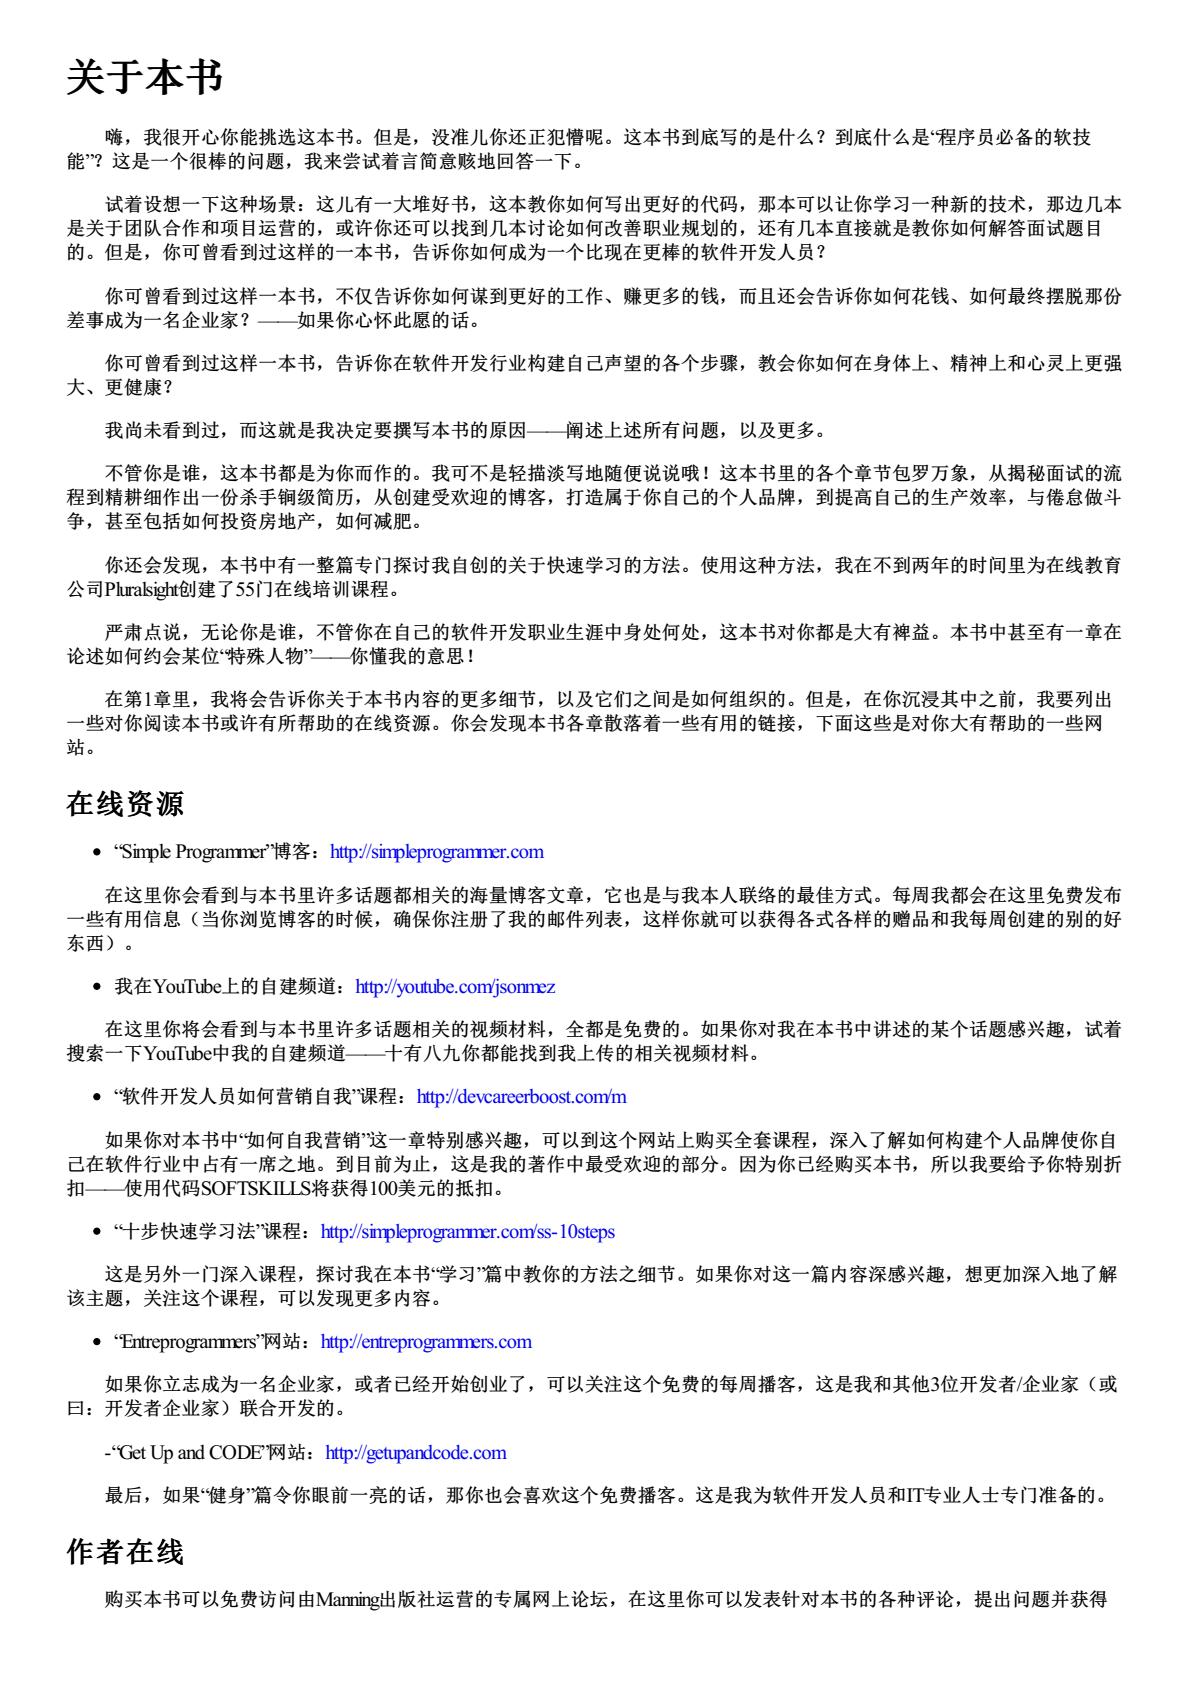 关于本书
嗨，我很开心你能挑选这本书。但是，没准儿你还正犯懵呢。这本书到底写的是什么？到底什么是“程序员必备的软技
能”？这是一个很棒的问题，我来尝试着言简意赅地回答一下。
试着设想一下这种场景：这儿有一大堆好书，这本教你如何写出更好的代码，那本可以让你学习一种新的技术，那边几本
是关于团队合作和项目运营的，或许你还可以找到几本讨论如何改善职业规划的，还有几本直接就是教你如何解答面试题目
的。但是，你可曾看到过这样的一本书，告诉你如何成为一个比现在更棒的软件开发人员？
你可曾看到过这样一本书，不仅告诉你如何谋到更好的工作、赚更多的钱，而且还会告诉你如何花钱、如何最终摆脱那份
差事成为一名企业家？——如果你心怀此愿的话。
你可曾看到过这样一本书，告诉你在软件开发行业构建自己声望的各个步骤，教会你如何在身体上、精神上和心灵上更强
大、更健康？
我尚未看到过，而这就是我决定要撰写本书的原因——阐述上述所有问题，以及更多。
不管你是谁，这本书都是为你而作的。我可不是轻描淡写地随便说说哦！这本书里的各个章节包罗万象，从揭秘面试的流
程到精耕细作出一份杀手锏级简历，从创建受欢迎的博客，打造属于你自己的个人品牌，到提高自己的生产效率，与倦怠做斗
争，甚至包括如何投资房地产，如何减肥。
你还会发现，本书中有一整篇专门探讨我自创的关于快速学习的方法。使用这种方法，我在不到两年的时间里为在线教育
公司Pluralsight创建了55门在线培训课程。
严肃点说，无论你是谁，不管你在自己的软件开发职业生涯中身处何处，这本书对你都是大有裨益。本书中甚至有一章在
论述如何约会某位“特殊人物”——你懂我的意思！
在第1章里，我将会告诉你关于本书内容的更多细节，以及它们之间是如何组织的。但是，在你沉浸其中之前，我要列出
一些对你阅读本书或许有所帮助的在线资源。你会发现本书各章散落着一些有用的链接，下面这些是对你大有帮助的一些网
站。
在线资源
● “Simple Programmer”博客：http://simpleprogrammer.com
在这里你会看到与本书里许多话题都相关的海量博客文章，它也是与我本人联络的最佳方式。每周我都会在这里免费发布
一些有用信息（当你浏览博客的时候，确保你注册了我的邮件列表，这样你就可以获得各式各样的赠品和我每周创建的别的好
东西）。
● 我在YouTube上的自建频道：http://youtube.com/jsonmez
在这里你将会看到与本书里许多话题相关的视频材料，全都是免费的。如果你对我在本书中讲述的某个话题感兴趣，试着
搜索一下YouTube中我的自建频道——十有八九你都能找到我上传的相关视频材料。
● “软件开发人员如何营销自我”课程：http://devcareerboost.com/m
如果你对本书中“如何自我营销”这一章特别感兴趣，可以到这个网站上购买全套课程，深入了解如何构建个人品牌使你自
己在软件行业中占有一席之地。到目前为止，这是我的著作中最受欢迎的部分。因为你已经购买本书，所以我要给予你特别折
扣——使用代码SOFTSKILLS将获得100美元的抵扣。
● “十步快速学习法”课程：http://simpleprogrammer.com/ss-10steps
这是另外一门深入课程，探讨我在本书“学习”篇中教你的方法之细节。如果你对这一篇内容深感兴趣，想更加深入地了解
该主题，关注这个课程，可以发现更多内容。
● “Entreprogrammers”网站：http://entreprogrammers.com
如果你立志成为一名企业家，或者已经开始创业了，可以关注这个免费的每周播客，这是我和其他3位开发者/企业家（或
曰：开发者企业家）联合开发的。
-“Get Up and CODE”网站：http://getupandcode.com
最后，如果“健身”篇令你眼前一亮的话，那你也会喜欢这个免费播客。这是我为软件开发人员和IT专业人士专门准备的。
作者在线
购买本书可以免费访问由Manning出版社运营的专属网上论坛，在这里你可以发表针对本书的各种评论，提出问题并获得